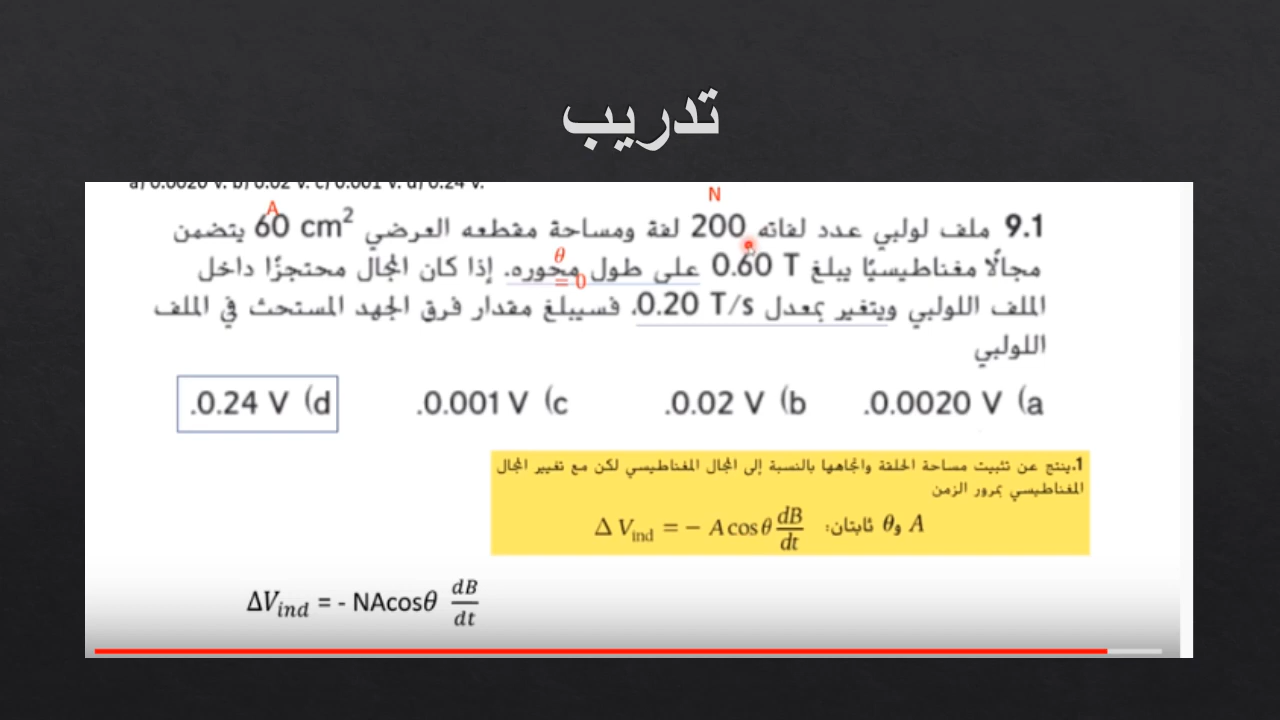 تدريب
a) 0.0020 V. b) 0.02 V. c) 0.001 V. d) 0.24 V.
A
N
9.1 ملف لولبي عدد لفاته 200 لفة ومساحة مقطعه العرضي 60 cm² يتضمن
θ = 0
مجالًا مغناطيسيًا يبلغ 0.60 T على طول محوره. إذا كان المجال محتجزًا داخل
الملف اللولبي ويتغير بمعدل 0.20 T/s، فسيبلغ مقدار فرق الجهد المستحث في الملف
اللولبي
a) 0.0020 V. b) 0.02 V. c) 0.001 V. d) 0.24 V.
1.ينتج عن تثبيت مساحة الحلقة واتجاهها بالنسبة إلى المجال المغناطيسي لكن مع تغيير المجال
المغناطيسي بمرور الزمن
A وθ ثابتان: Δ V_ind = − A cos θ dB/dt
ΔV_ind = - NAcosθ dB/dt